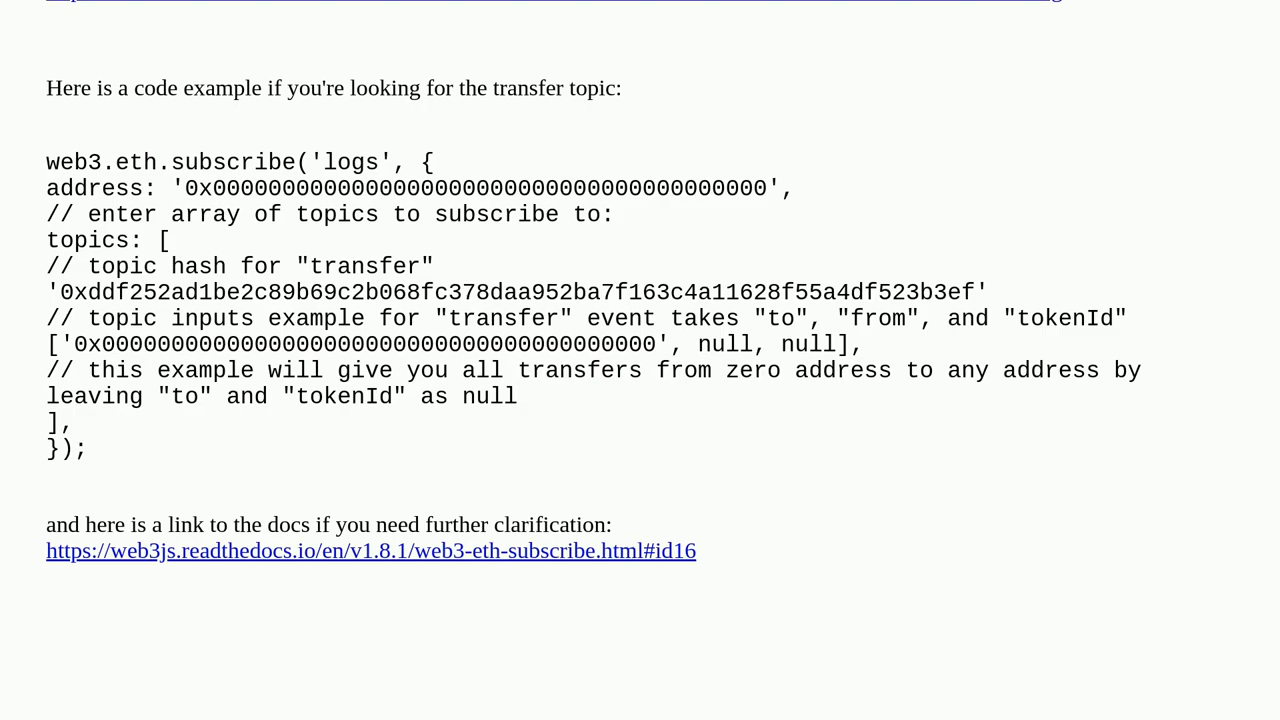 Here is a code example if you're looking for the transfer topic:
web3.eth.subscribe('logs', {
address: '0x0000000000000000000000000000000000000000',
// enter array of topics to subscribe to:
topics: [
// topic hash for "transfer"
'0xddf252ad1be2c89b69c2b068fc378daa952ba7f163c4a11628f55a4df523b3ef'
// topic inputs example for "transfer" event takes "to", "from", and "tokenId"
['0x0000000000000000000000000000000000000000', null, null],
// this example will give you all transfers from zero address to any address by
leaving "to" and "tokenId" as null
],
});
and here is a link to the docs if you need further clarification:
https://web3js.readthedocs.io/en/v1.8.1/web3-eth-subscribe.html#id16